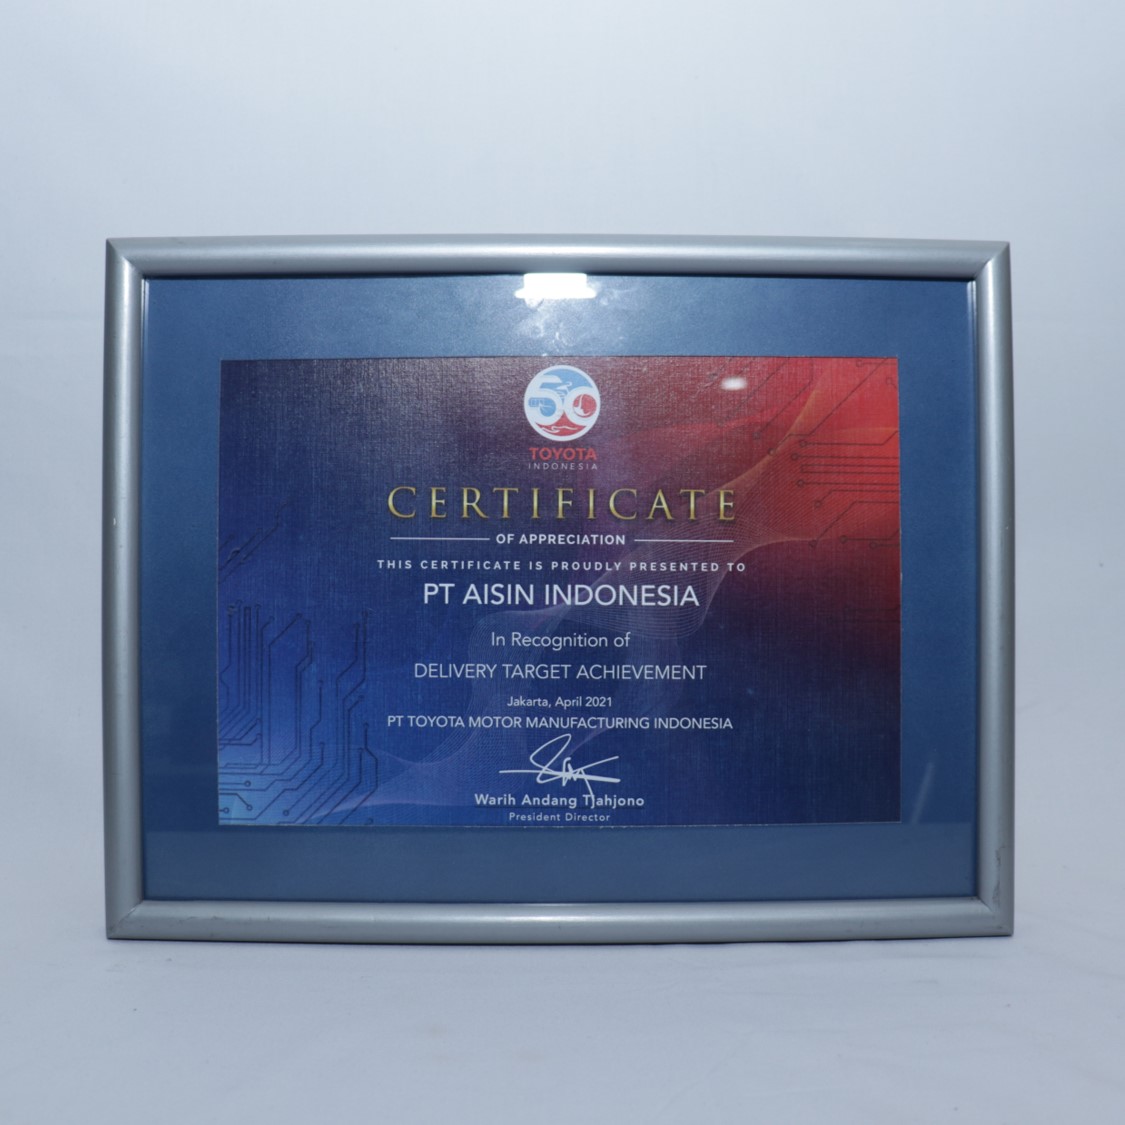 50
TOYOTA
INDONESIA
CERTIFICATE
OF APPRECIATION
THIS CERTIFICATE IS PROUDLY PRESENTED TO
PT AISIN INDONESIA
In Recognition of
DELIVERY TARGET ACHIEVEMENT
Jakarta, April 2021
PT TOYOTA MOTOR MANUFACTURING INDONESIA
Warih Andang Tjahjono
President Director